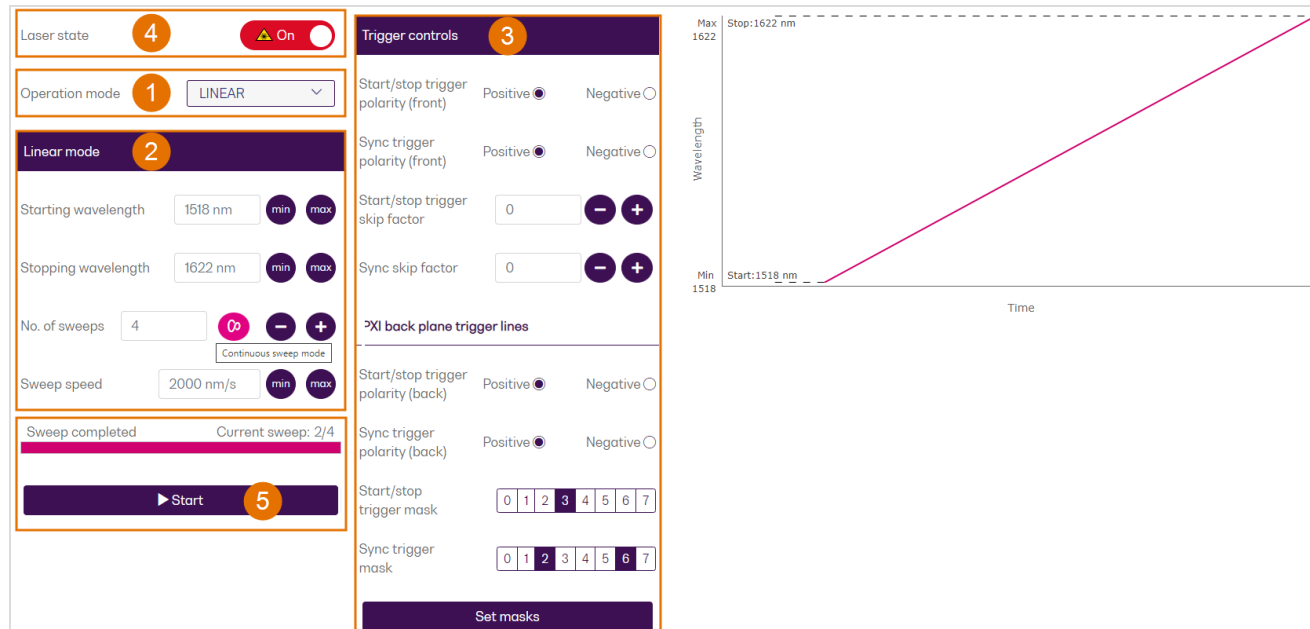 Laser state
4
On
Operation mode
1
LINEAR
Linear mode
2
Starting wavelength
1518 nm
min
max
Stopping wavelength
1622 nm
min
max
No. of sweeps
4
Continuous sweep mode
Sweep speed
2000 nm/s
min
max
Sweep completed
Current sweep: 2/4
Start
5
Trigger controls
3
Start/stop trigger
polarity (front)
Positive
Negative
Sync trigger
polarity (front)
Positive
Negative
Start/stop trigger
skip factor
0
Sync skip factor
0
PXI back plane trigger lines
Start/stop trigger
polarity (back)
Positive
Negative
Sync trigger
polarity (back)
Positive
Negative
Start/stop
trigger mask
0 1 2 3 4 5 6 7
Sync trigger
mask
0 1 2 3 4 5 6 7
Set masks
Max
1622
Stop:1622 nm
Wavelength
Min
1518
Start:1518 nm
Time